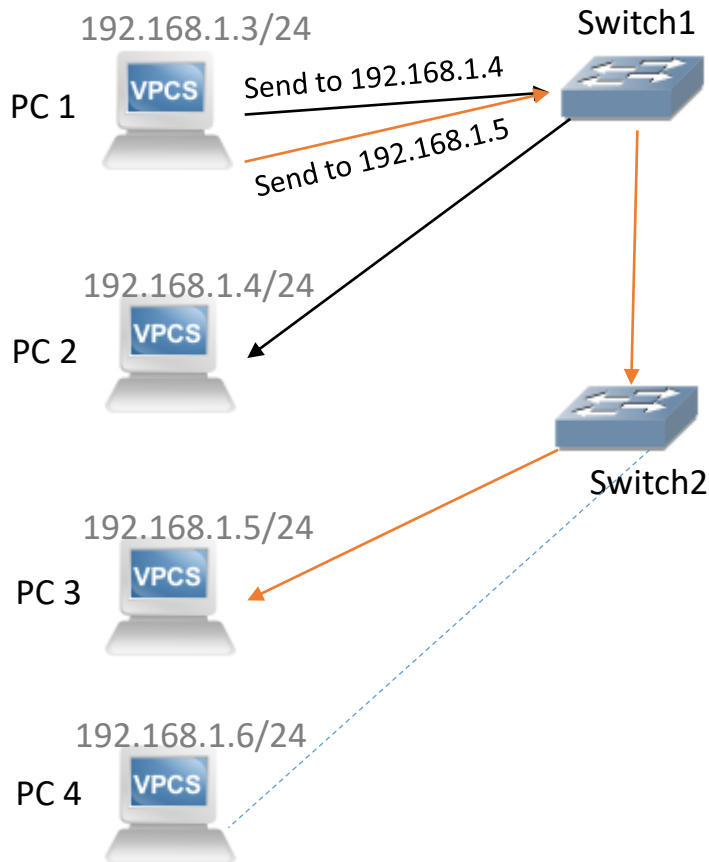 192.168.1.3/24
Switch1
PC 1
VPCS
Send to 192.168.1.4
Send to 192.168.1.5
192.168.1.4/24
PC 2
VPCS
Switch2
192.168.1.5/24
PC 3
VPCS
192.168.1.6/24
PC 4
VPCS